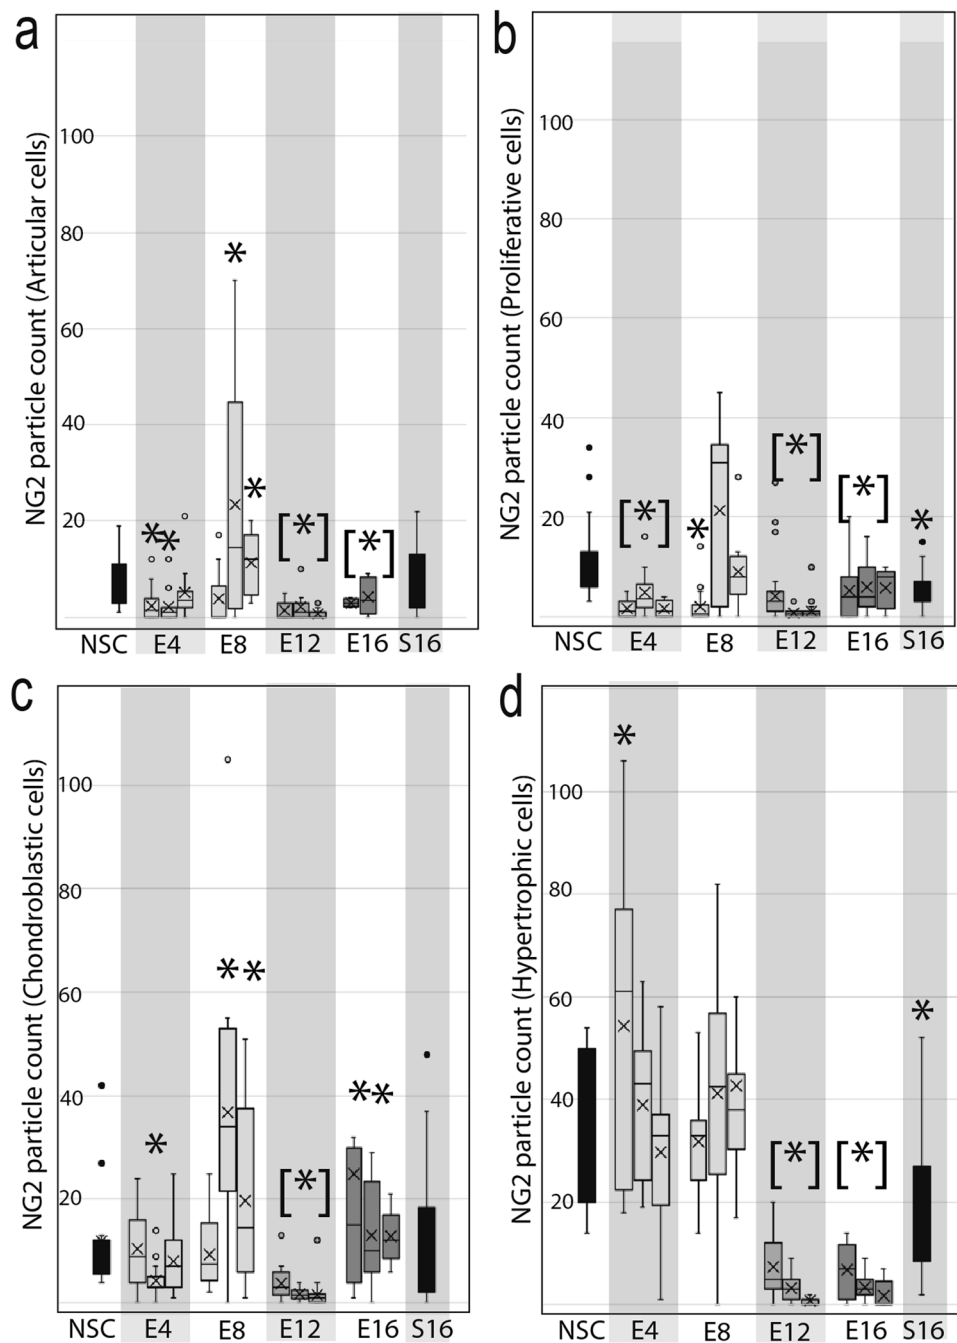 a
NG2 particle count (Articular cells)
100
80
60
40
20
* * * * [*] [*]
NSC E4 E8 E12 E16 S16
b
NG2 particle count (Proliferative cells)
100
80
60
40
20
[*] * [*] [*] *
NSC E4 E8 E12 E16 S16
c
NG2 particle count (Chondroblastic cells)
100
80
60
40
20
* * * [*] * *
NSC E4 E8 E12 E16 S16
d
NG2 particle count (Hypertrophic cells)
100
80
60
40
20
* [*] [*] *
NSC E4 E8 E12 E16 S16